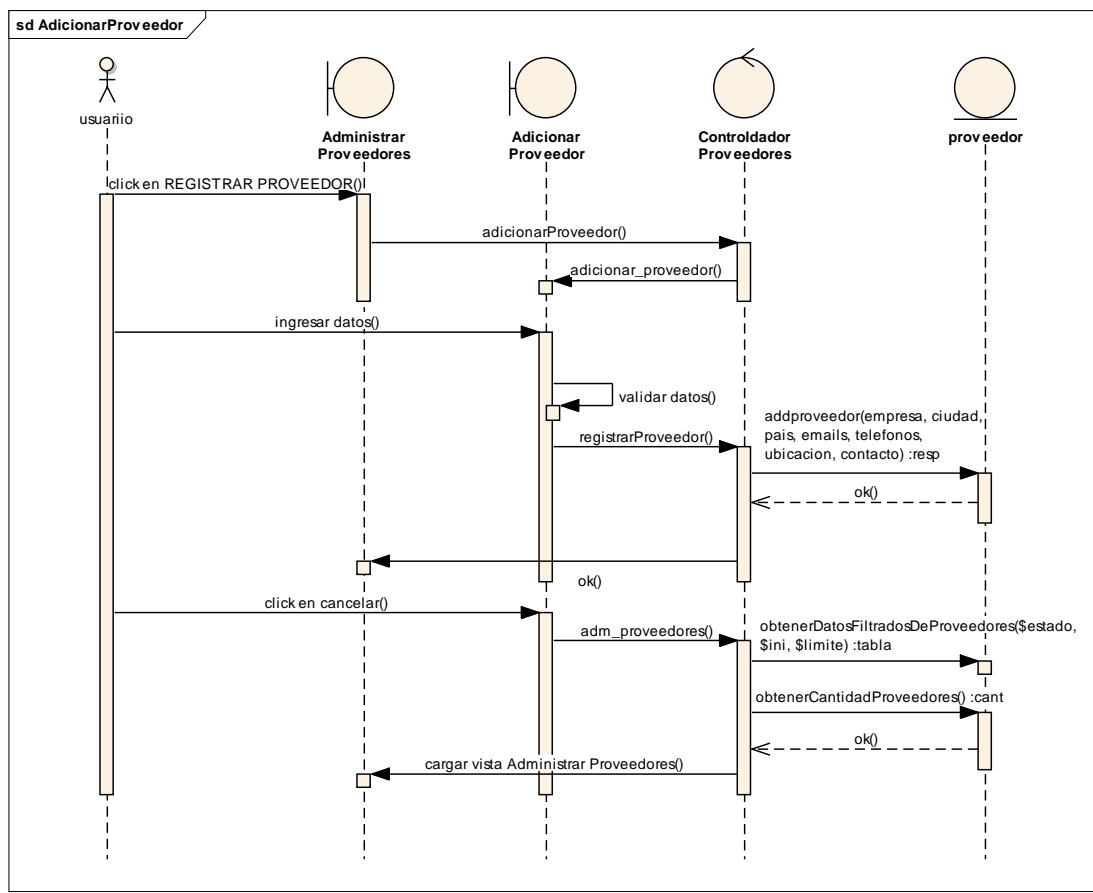 sd AdicionarProveedor
usuariio
Administrar
Proveedores
Adicionar
Proveedor
Controldador
Proveedores
proveedor
click en REGISTRAR PROVEEDOR()
adicionarProveedor()
adicionar_proveedor()
ingresar datos()
validar datos()
registrarProveedor()
addproveedor(empresa, ciudad,
pais, emails, telefonos,
ubicacion, contacto) :resp
ok()
ok()
click en cancelar()
adm_proveedores()
obtenerDatosFiltradosDeProveedores($estado,
$ini, $limite) :tabla
obtenerCantidadProveedores() :cant
ok()
cargar vista Administrar Proveedores()